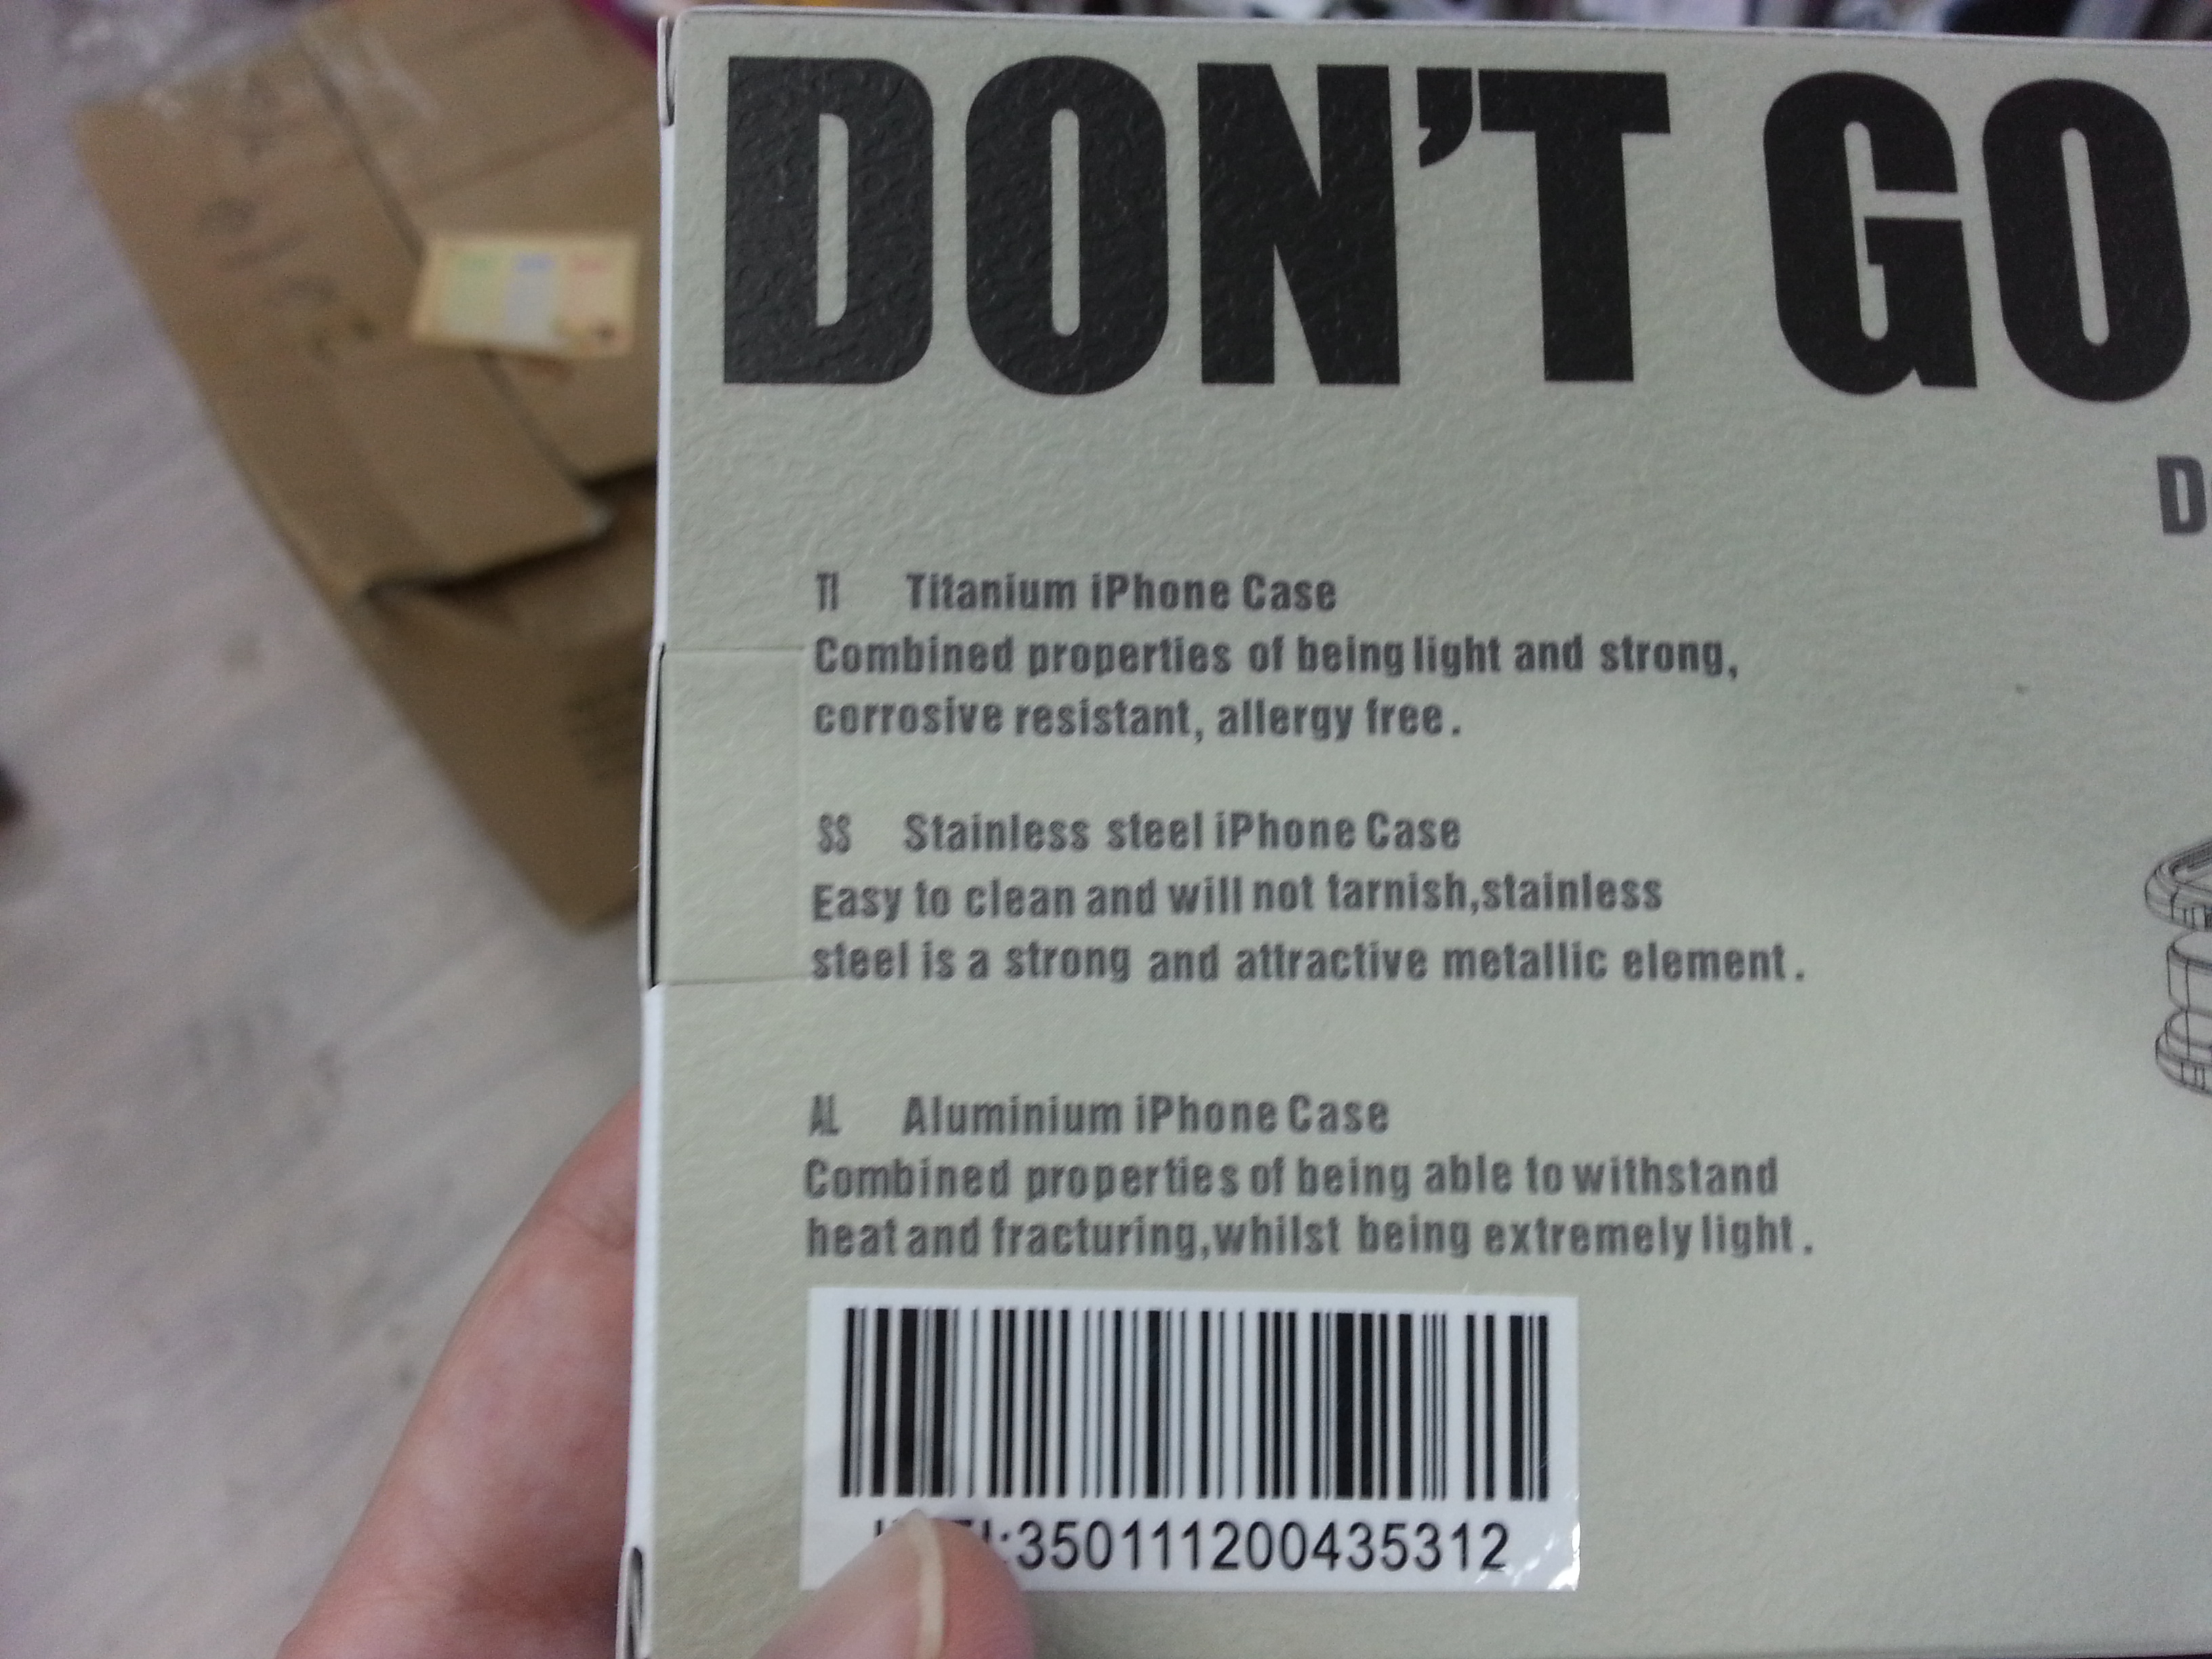 DON'T GO
TI Titanium iPhone Case
Combined properties of being light and strong,
corrosive resistant, allergy free.
SS Stainless steel iPhone Case
Easy to clean and will not tarnish,stainless
steel is a strong and attractive metallic element.
AL Aluminium iPhone Case
Combined properties of being able to withstand
heat and fracturing,whilst being extremely light.
:350111200435312